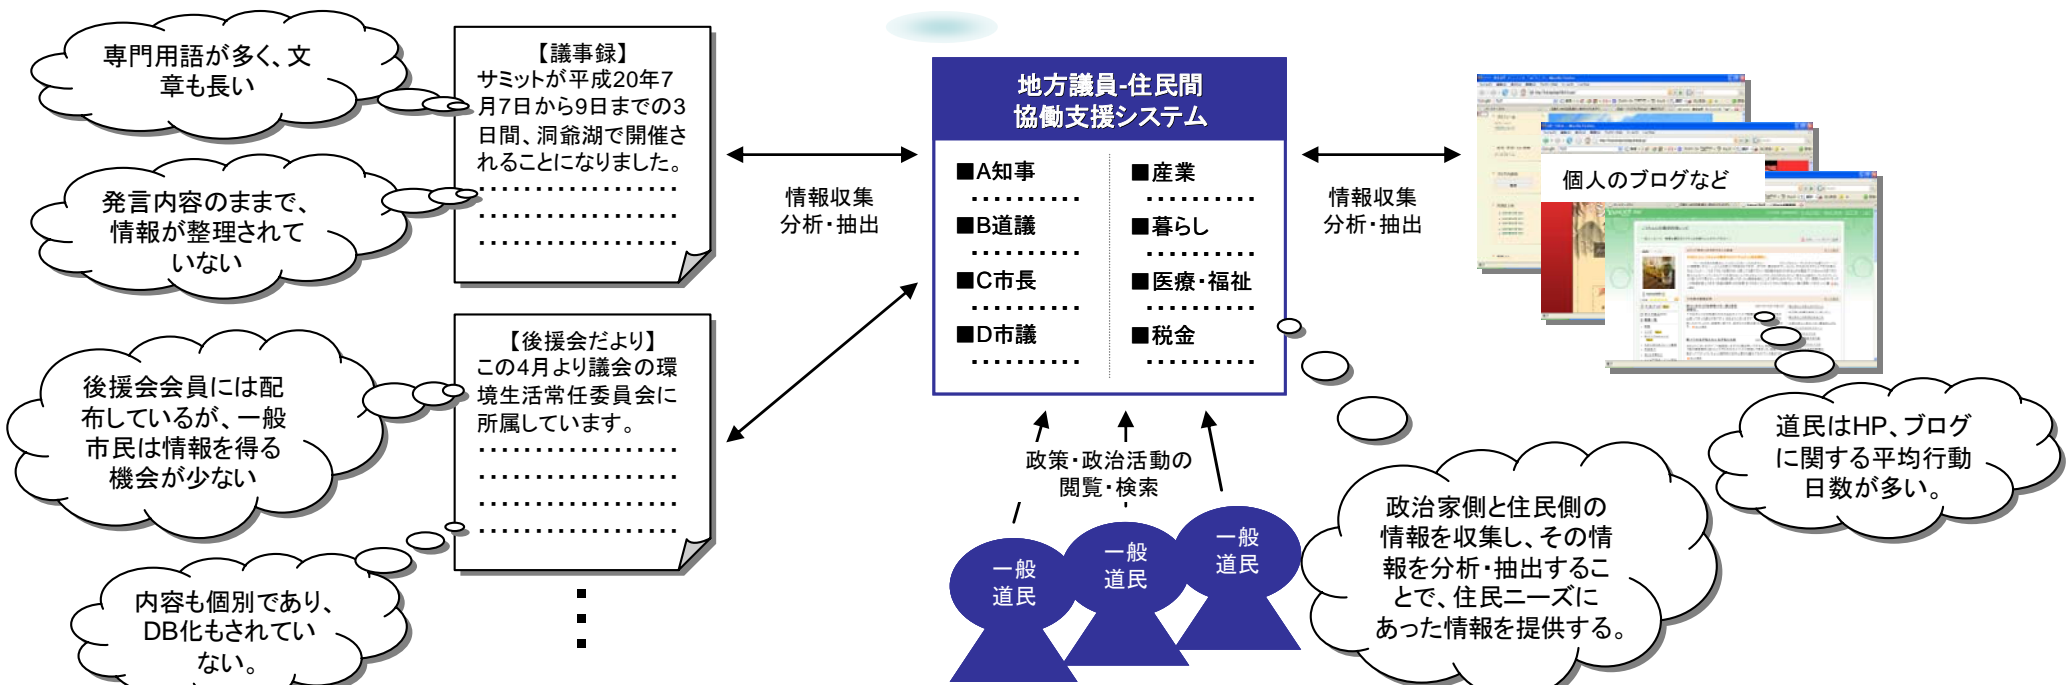 専門用語が多く、文
章も長い
発言内容のままで、
情報が整理されて
いない
後援会会員には配
布しているが、一般
市民は情報を得る
機会が少ない
内容も個別であり、
DB化もされてい
ない。
【議事録】
サミットが平成20年7
月7日から9日までの3
日間、洞爺湖で開催さ
れることになりました。
【後援会だより】
この4月より議会の環
境生活常任委員会に
所属しています。
情報収集
分析・抽出
地方議員-住民間
協働支援システム
■A知事
■B道議
■C市長
■D市議
■産業
■暮らし
■医療・福祉
■税金
政策・政治活動の
閲覧・検索
一般
道民
一般
道民
一般
道民
情報収集
分析・抽出
個人のブログなど
道民はHP、ブログ
に関する平均行動
日数が多い。
政治家側と住民側の
情報を収集し、その情
報を分析・抽出するこ
とで、住民ニーズに
あった情報を提供する。